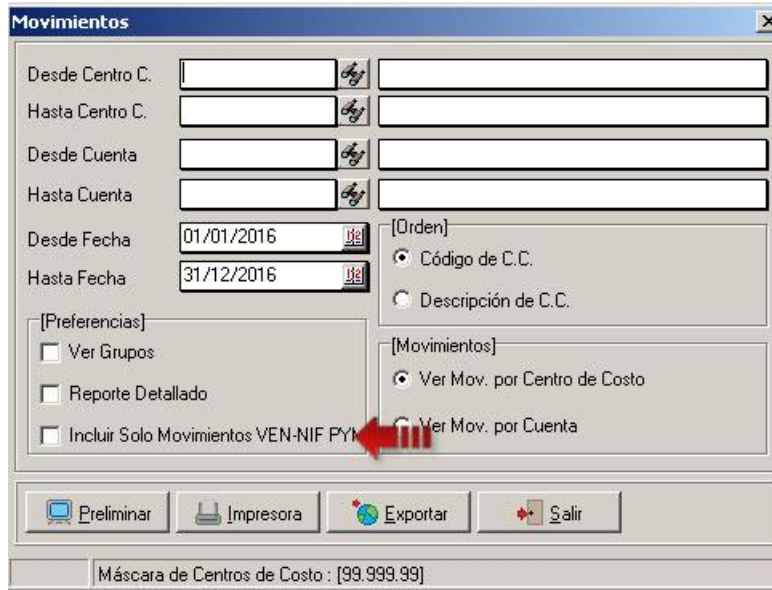 Movimientos
Desde Centro C.
Hasta Centro C.
Desde Cuenta
Hasta Cuenta
Desde Fecha 01/01/2016
Hasta Fecha 31/12/2016
[Orden]
Código de C.C.
Descripción de C.C.
[Preferencias]
Ver Grupos
Reporte Detallado
Incluir Solo Movimientos VEN-NIF
[Movimientos]
Ver Mov. por Centro de Costo
Ver Mov. por Cuenta
Preliminar Impresora Exportar Salir
Máscara de Centros de Costo : [99.999.99]